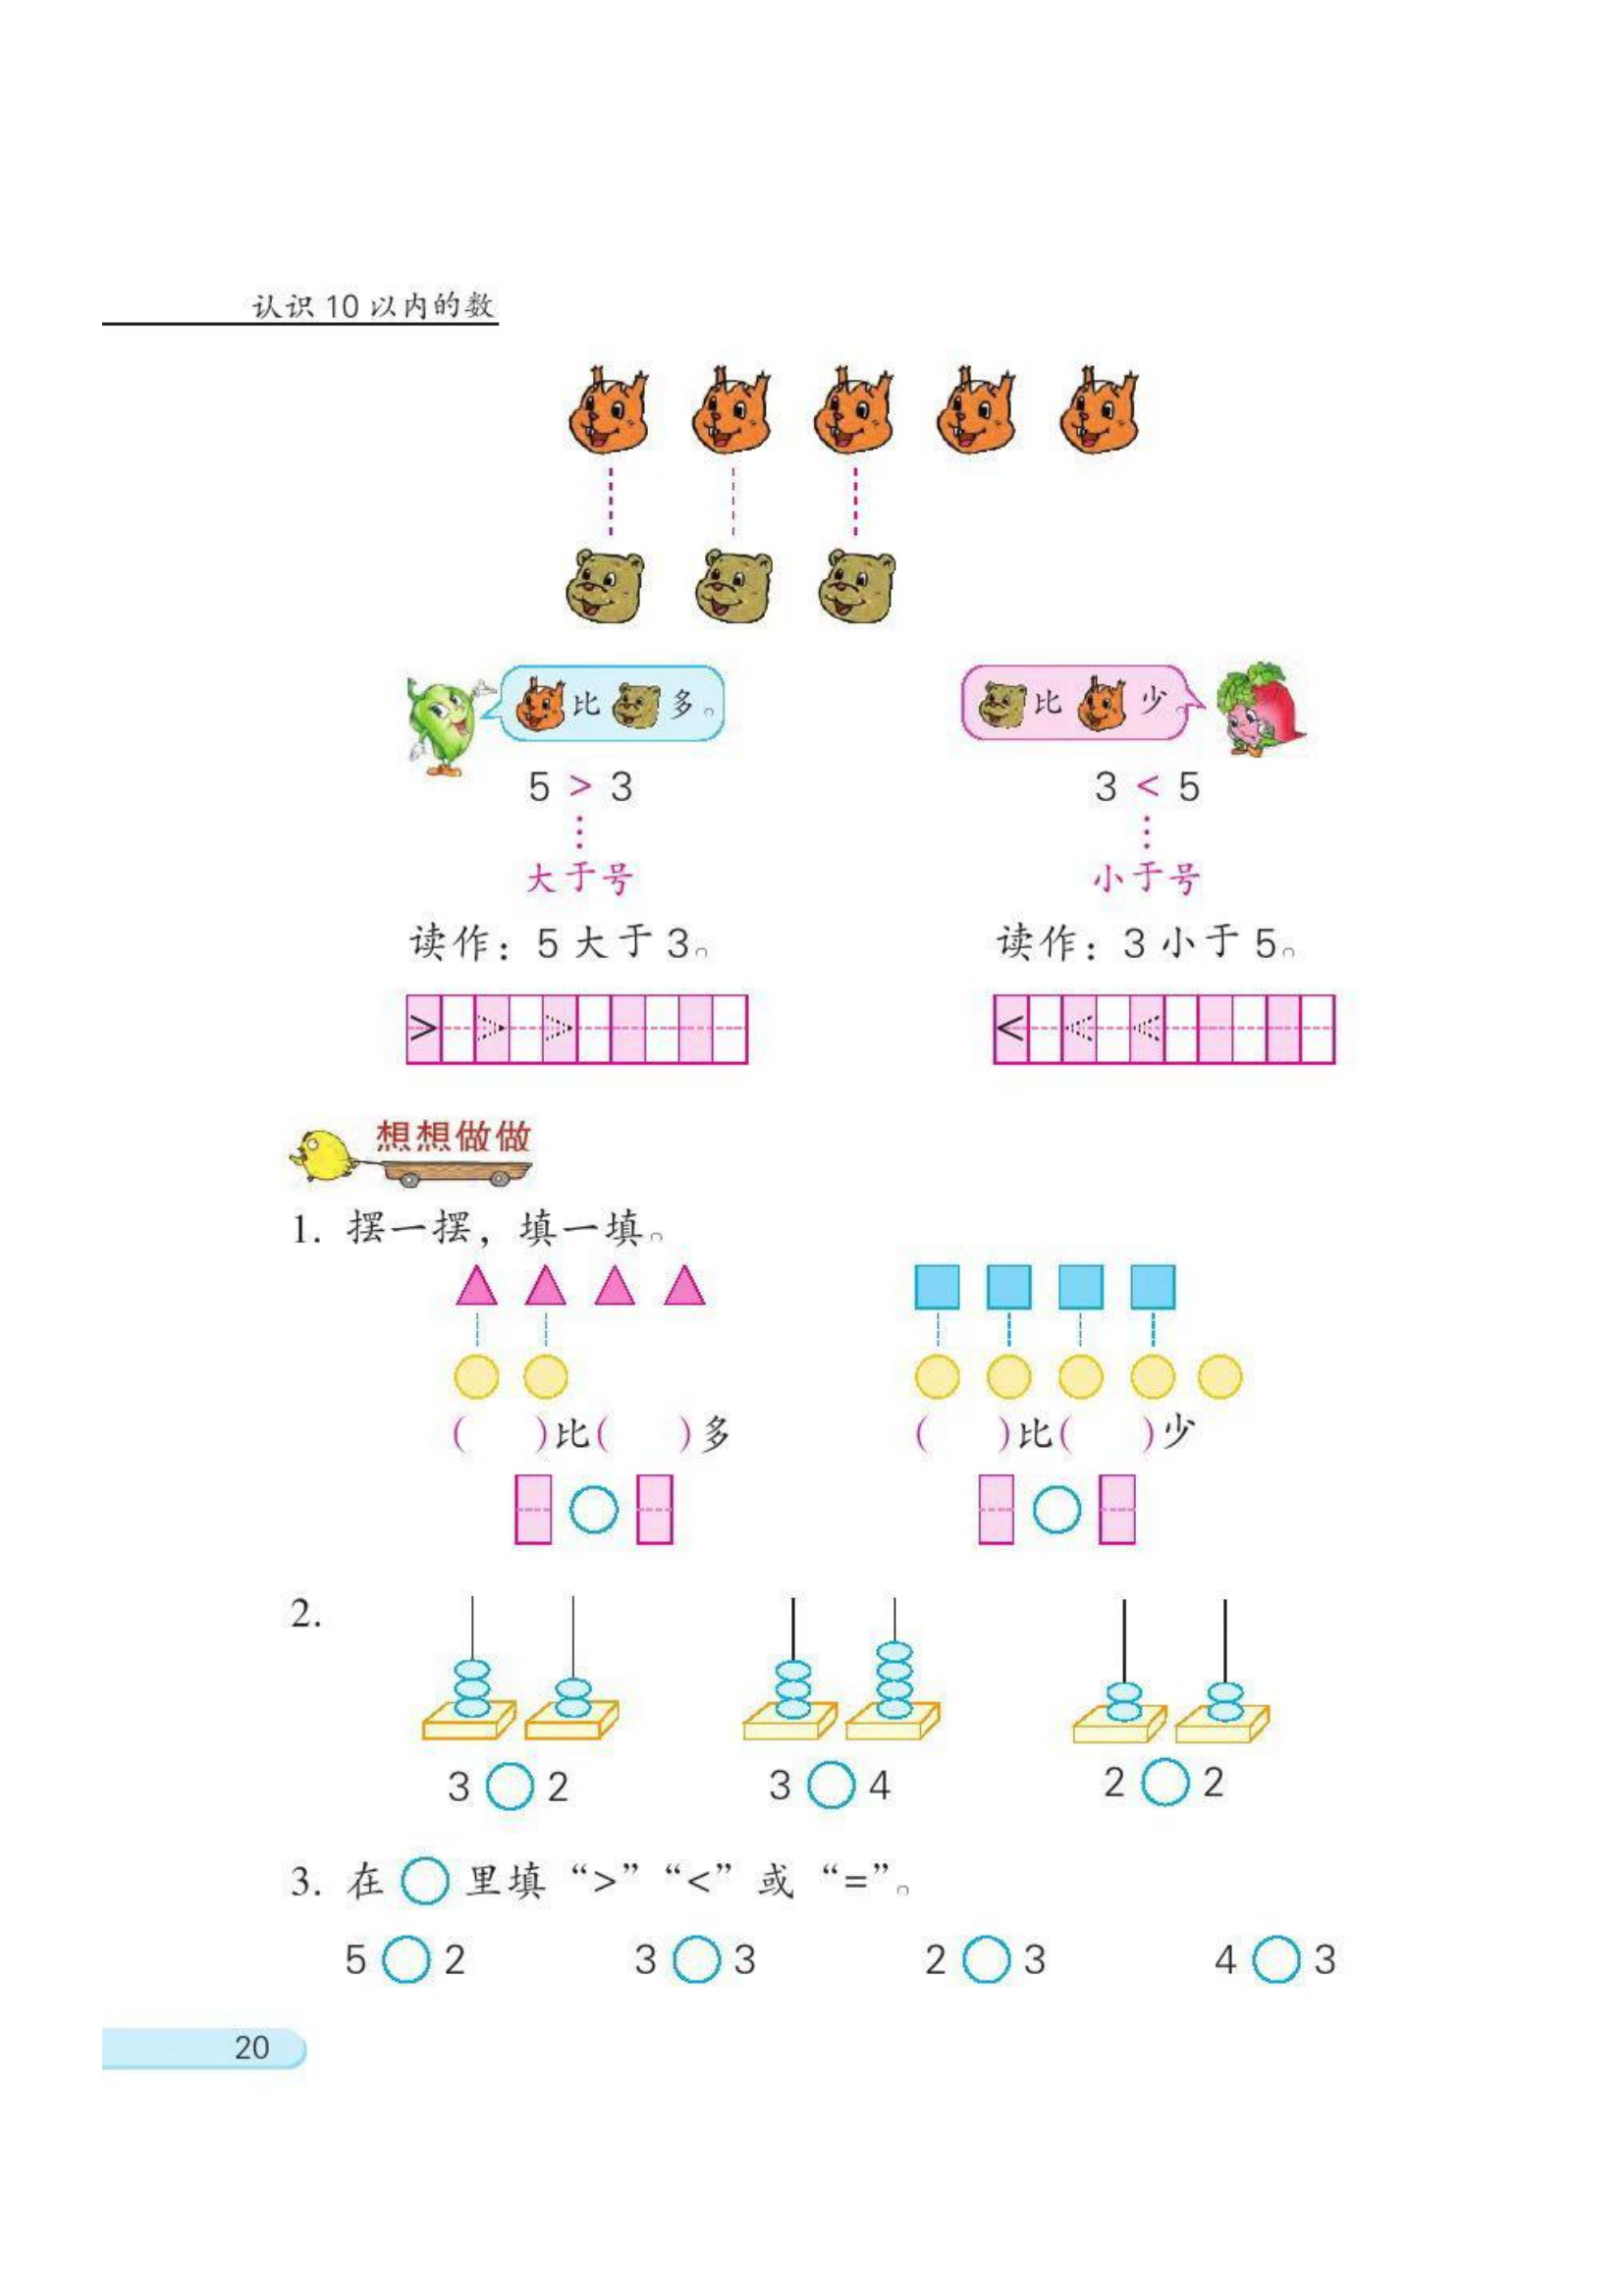 认识 10 以内的数
比 多。
比 少。
5 > 3
3 < 5
大于号
小于号
读作：5 大于 3。
读作：3 小于 5。
> > >
< < <
想想做做
1. 摆一摆，填一填。
(    )比(    )多
(    )比(    )少
2.
3 ○ 2
3 ○ 4
2 ○ 2
3. 在 ○ 里填 “>” “<” 或 “=”。
5 ○ 2
3 ○ 3
2 ○ 3
4 ○ 3
20